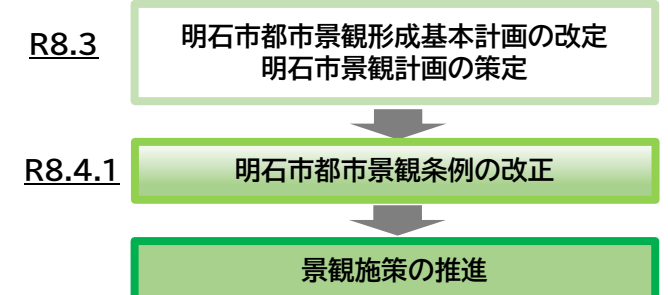 R8.3
明石市都市景観形成基本計画の改定
明石市景観計画の策定
R8.4.1
明石市都市景観条例の改正
景観施策の推進